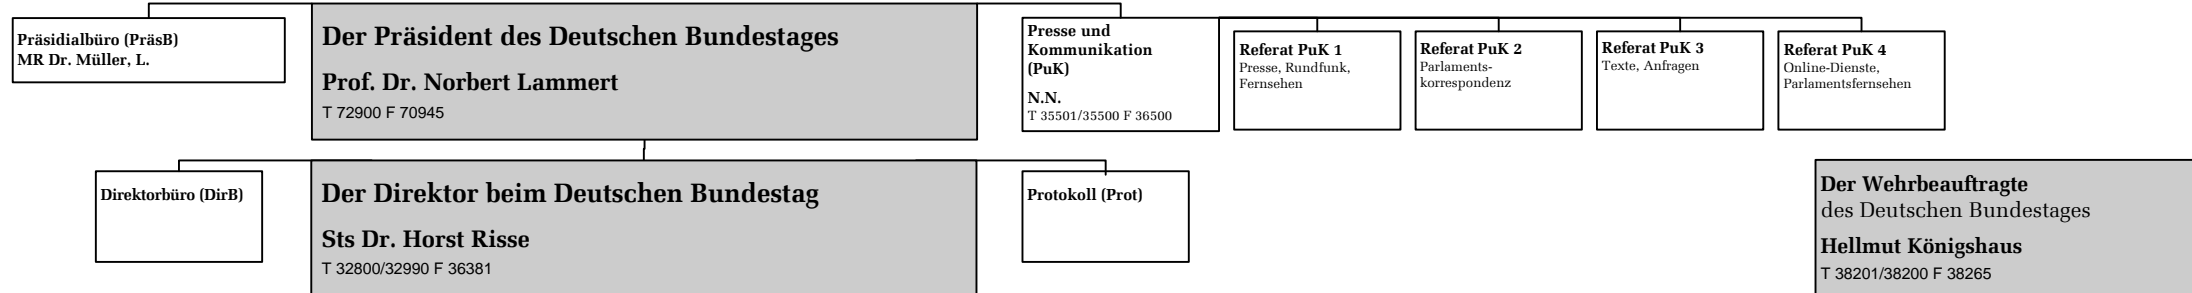 Präsidialbüro (PräsB)
MR Dr. Müller, L.
Der Präsident des Deutschen Bundestages
Prof. Dr. Norbert Lammert
T 72900 F 70945
Presse und
Kommunikation
(PuK)
N.N.
T 35501/35500 F 36500
Referat PuK 1
Presse, Rundfunk,
Fernsehen
Referat PuK 2
Parlaments-
korrespondenz
Referat PuK 3
Texte, Anfragen
Referat PuK 4
Online-Dienste,
Parlamentsfernsehen
Direktorbüro (DirB)
Der Direktor beim Deutschen Bundestag
Sts Dr. Horst Risse
T 32800/32990 F 36381
Protokoll (Prot)
Der Wehrbeauftragte
des Deutschen Bundestages
Hellmut Königshaus
T 38201/38200 F 38265